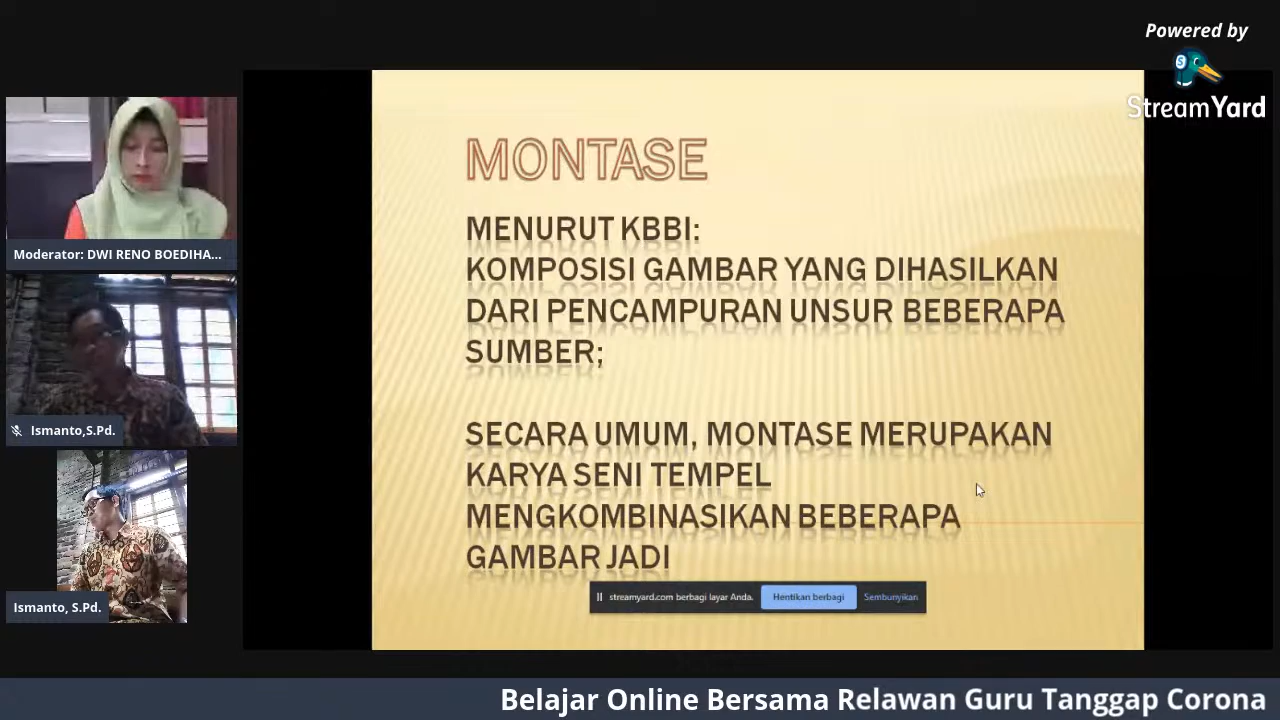 Powered by
StreamYard
MONTASE
MENURUT KBBI:
KOMPOSISI GAMBAR YANG DIHASILKAN
DARI PENCAMPURAN UNSUR BEBERAPA
SUMBER;
SECARA UMUM, MONTASE MERUPAKAN
KARYA SENI TEMPEL
MENGKOMBINASIKAN BEBERAPA
GAMBAR JADI
streamyard.com berbagi layar Anda. Hentikan berbagi Sembunyikan
Moderator: DWI RENO BOEDIHA...
Ismanto,S.Pd.
Ismanto, S.Pd.
Belajar Online Bersama Relawan Guru Tanggap Corona